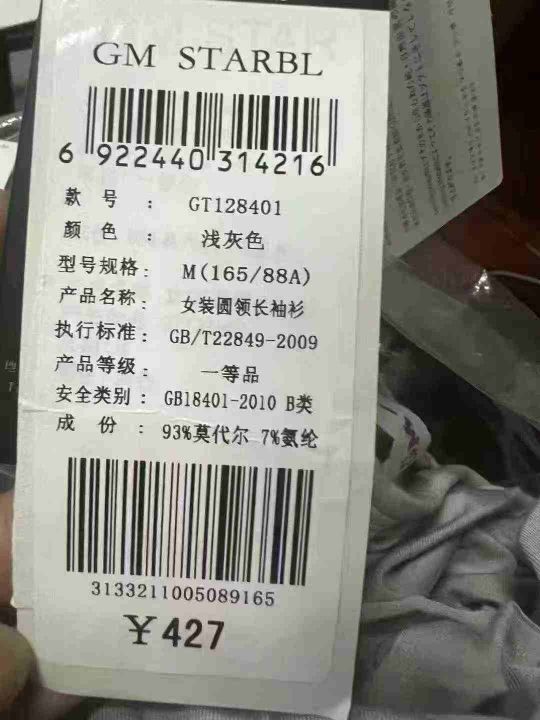 GM STARBL
6 922440 314216
款 号 : GT128401
颜 色 : 浅灰色
型号规格: M(165/88A)
产品名称: 女装圆领长袖衫
执行标准: GB/T22849-2009
产品等级: 一等品
安全类别: GB18401-2010 B类
成 份 : 93%莫代尔 7%氨纶
3133211005089165
¥427